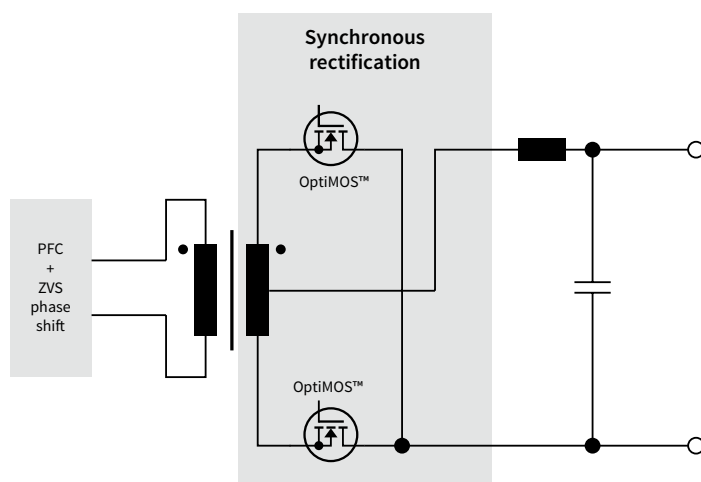 Synchronous
rectification
OptiMOS™
PFC
+
ZVS
phase
shift
OptiMOS™